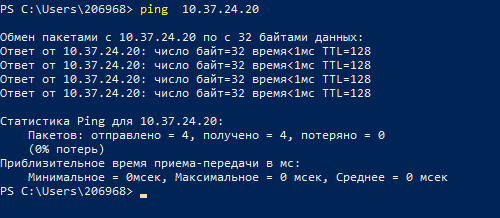 PS C:\Users\206968> ping  10.37.24.20
Обмен пакетами с 10.37.24.20 по с 32 байтами данных:
Ответ от 10.37.24.20: число байт=32 время<1мс TTL=128
Ответ от 10.37.24.20: число байт=32 время<1мс TTL=128
Ответ от 10.37.24.20: число байт=32 время<1мс TTL=128
Ответ от 10.37.24.20: число байт=32 время<1мс TTL=128
Статистика Ping для 10.37.24.20:
    Пакетов: отправлено = 4, получено = 4, потеряно = 0
    (0% потерь)
Приблизительное время приема-передачи в мс:
    Минимальное = 0мсек, Максимальное = 0 мсек, Среднее = 0 мсек
PS C:\Users\206968> _